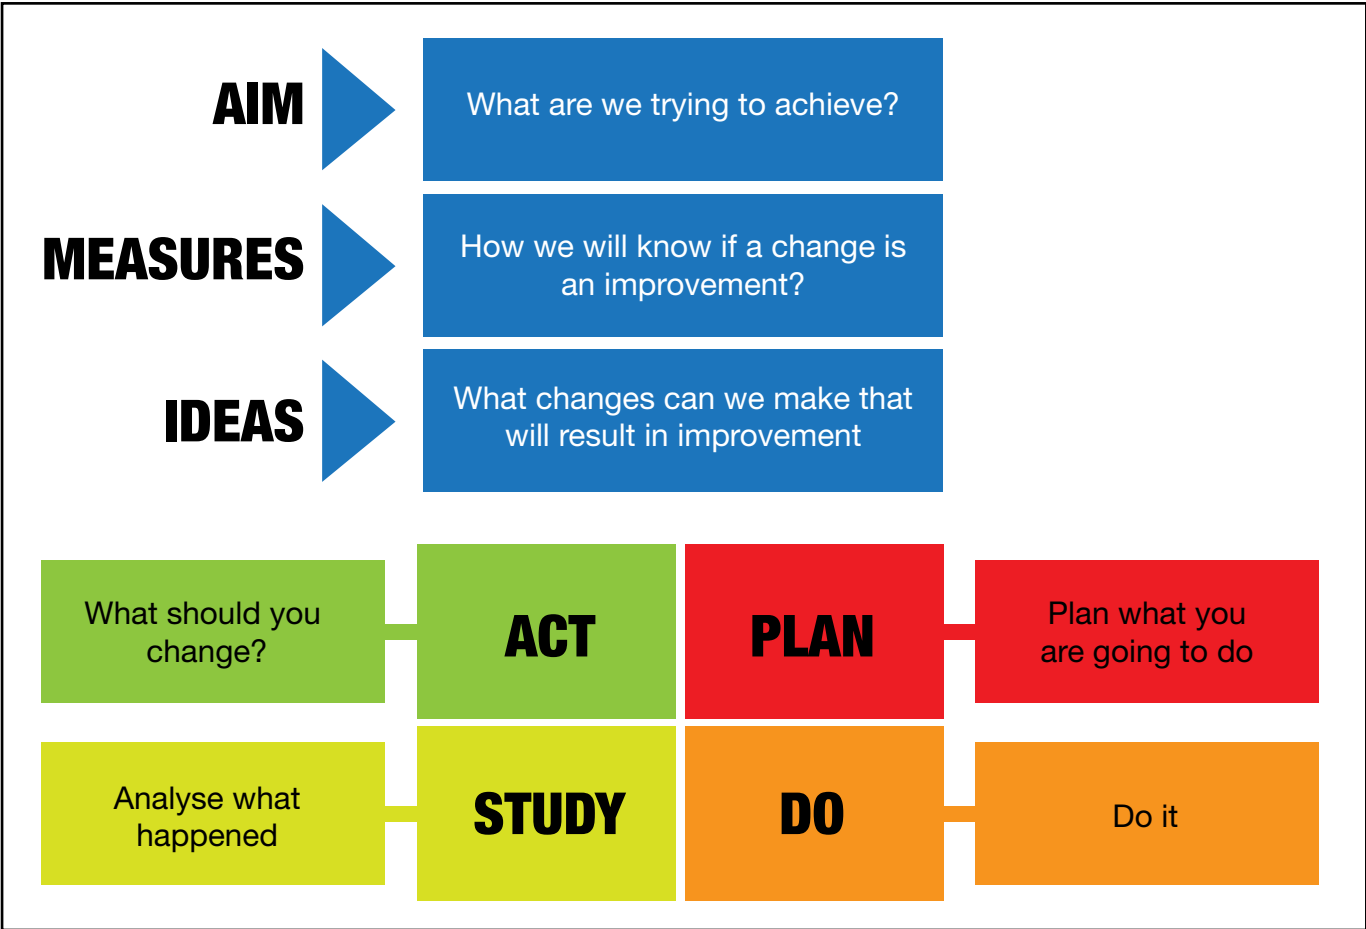 AIM
What are we trying to achieve?
MEASURES
How we will know if a change is
an improvement?
IDEAS
What changes can we make that
will result in improvement
What should you
change?
ACT
PLAN
Plan what you
are going to do
Analyse what
happened
STUDY
DO
Do it